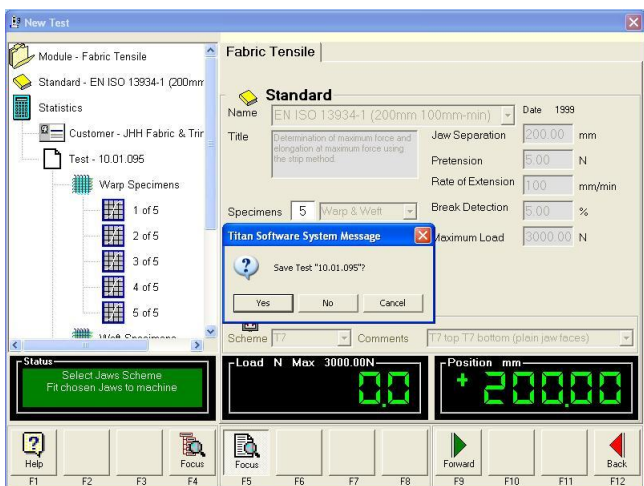 New Test
Module - Fabric Tensile
Standard - EN ISO 13934-1 (200mm
Statistics
Customer - JHH Fabric & Trir
Test - 10.01.095
Warp Specimens
1 of 5
2 of 5
3 of 5
4 of 5
5 of 5
Fabric Tensile
Standard
Name EN ISO 13934-1 (200mm 100mm-min) Date 1999
Title Determination of maximum force and
elongation at maximum force using
the strip method.
Jaw Separation 200.00 mm
Pretension 5.00 N
Rate of Extension 100 mm/min
Specimens 5 Warp & Weft
Break Detection 5.00 %
Maximum Load 3000.00 N
Titan Software System Message
Save Test "10.01.095"?
Yes No Cancel
Scheme T7 Comments T7 top T7 bottom (plain jaw faces)
Status
Select Jaws Scheme
Fit chosen Jaws to machine
Load N Max 3000.00N
0.0
Position mm
+ 200.00
Help Focus Focus Forward Back
F1 F2 F3 F4 F5 F6 F7 F8 F9 F10 F11 F12